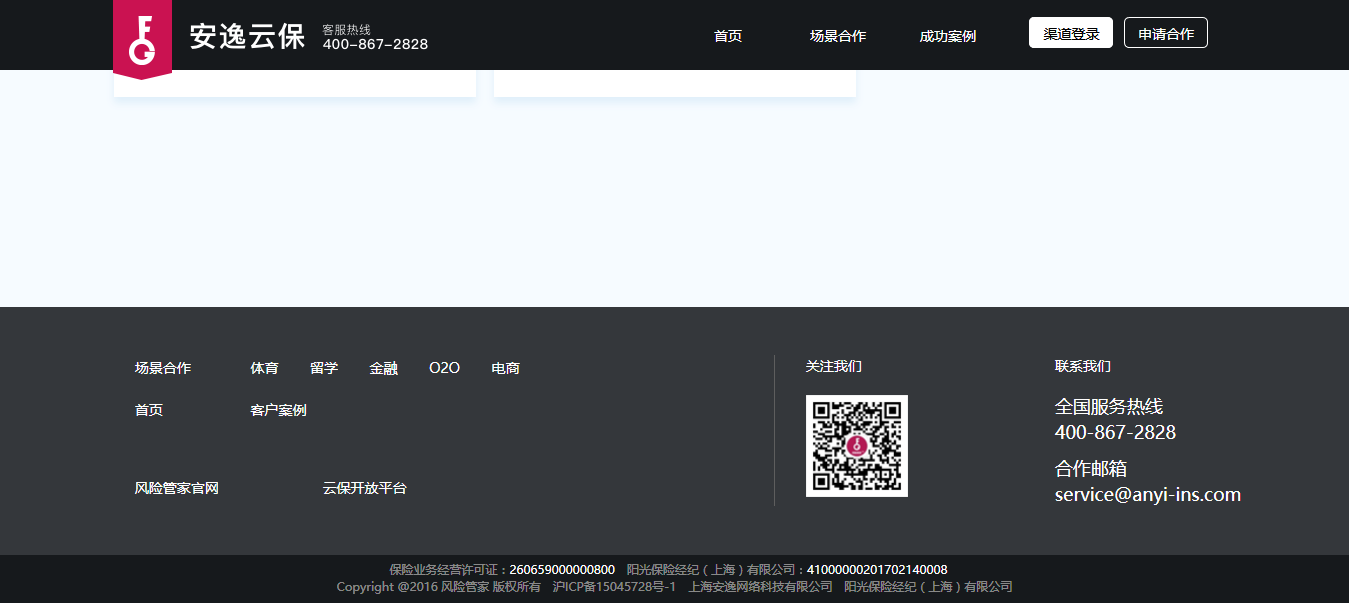 安逸云保
客服热线
400-867-2828
首页 场景合作 成功案例 渠道登录 申请合作
场景合作 体育 留学 金融 O2O 电商
首页 客户案例
风险管家官网 云保开放平台
关注我们
联系我们
全国服务热线
400-867-2828
合作邮箱
service@anyi-ins.com
保险业务经营许可证：260659000000800 阳光保险经纪（上海）有限公司：41000000201702140008
Copyright @2016 风险管家 版权所有 沪ICP备15045728号-1 上海安逸网络科技有限公司 阳光保险经纪（上海）有限公司